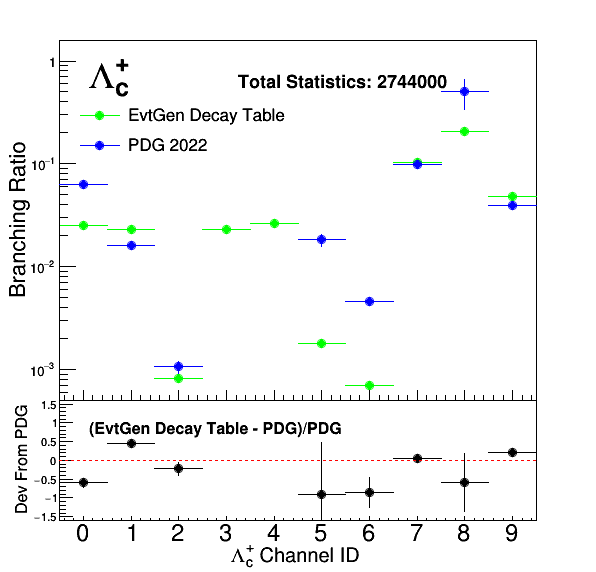 Λc+
Total Statistics: 2744000
EvtGen Decay Table
PDG 2022
Branching Ratio
1
10−1
10−2
10−3
(EvtGen Decay Table - PDG)/PDG
Dev From PDG
1.5
1
0.5
0
−0.5
−1
−1.5
0 1 2 3 4 5 6 7 8 9
Λc+ Channel ID